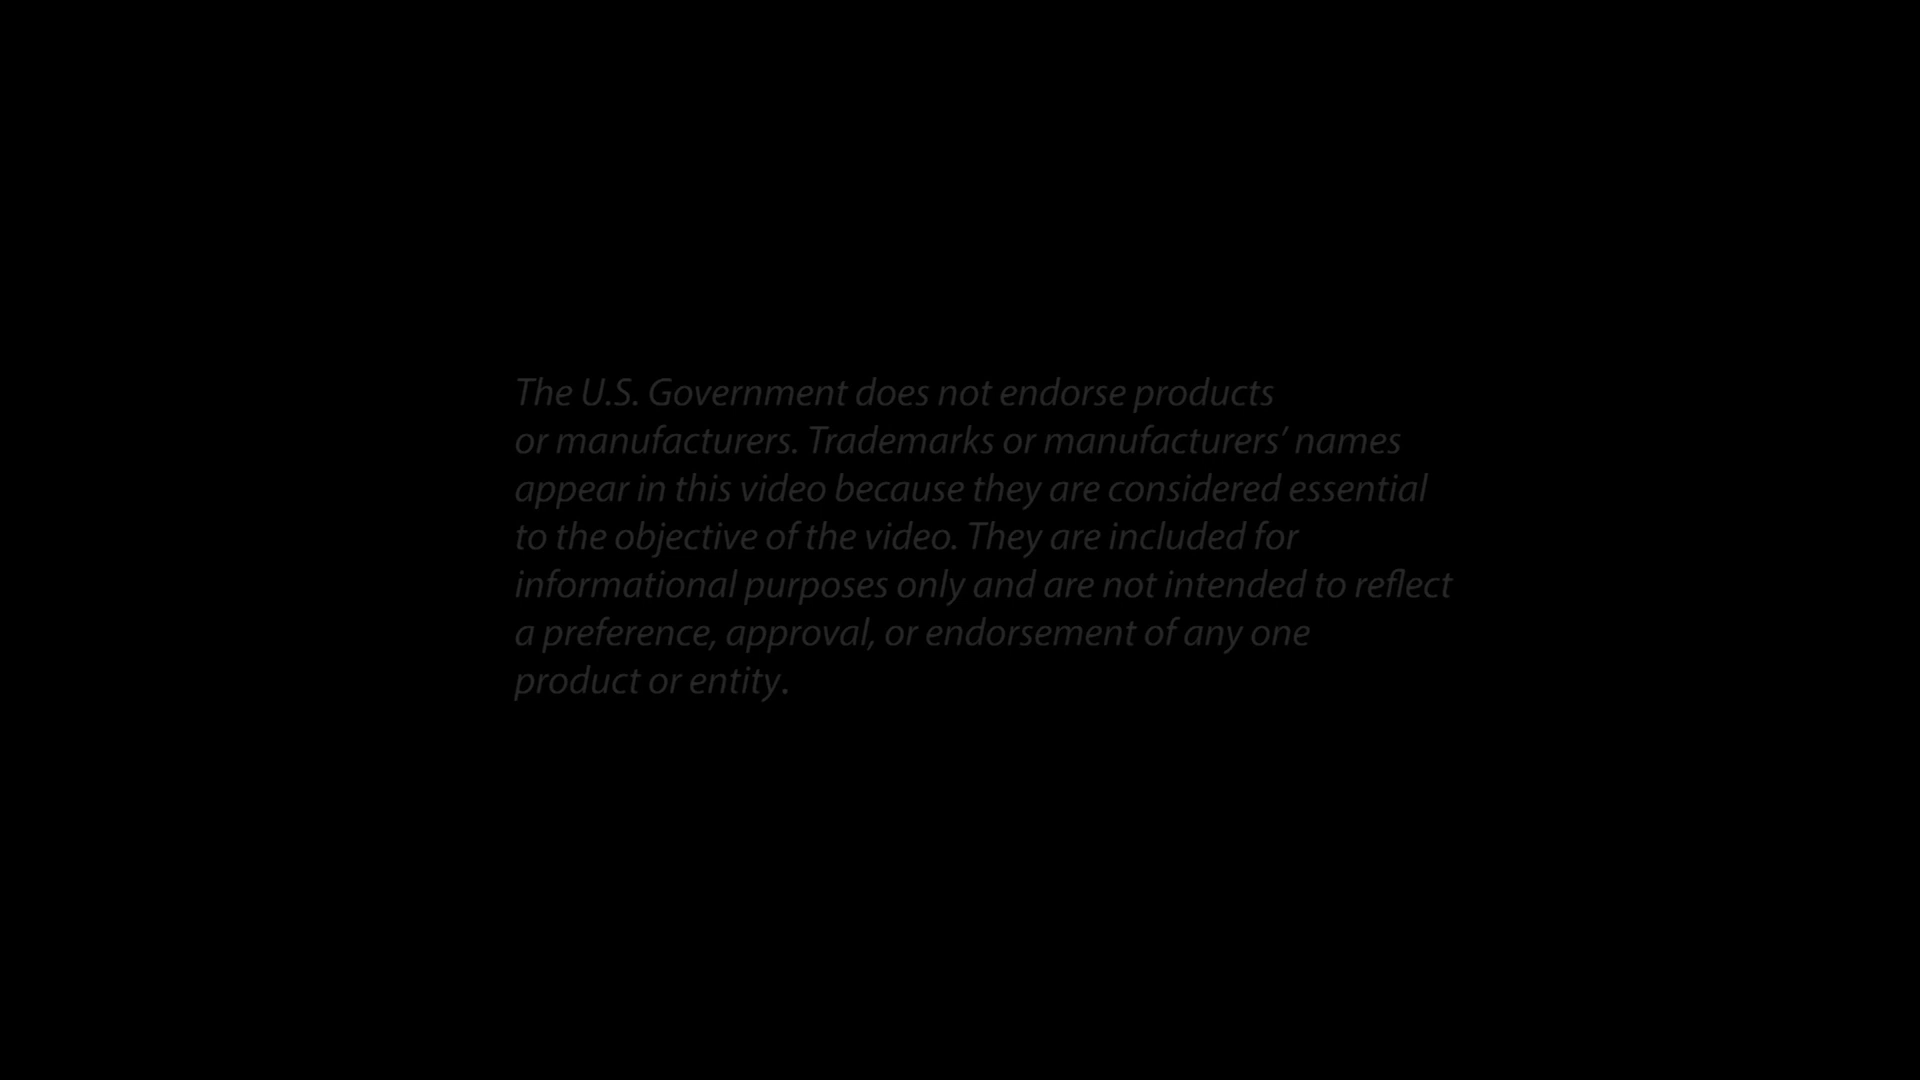 The U.S. Government does not endorse products
or manufacturers. Trademarks or manufacturers’ names
appear in this video because they are considered essential
to the objective of the video. They are included for
informational purposes only and are not intended to reflect
a preference, approval, or endorsement of any one
product or entity.